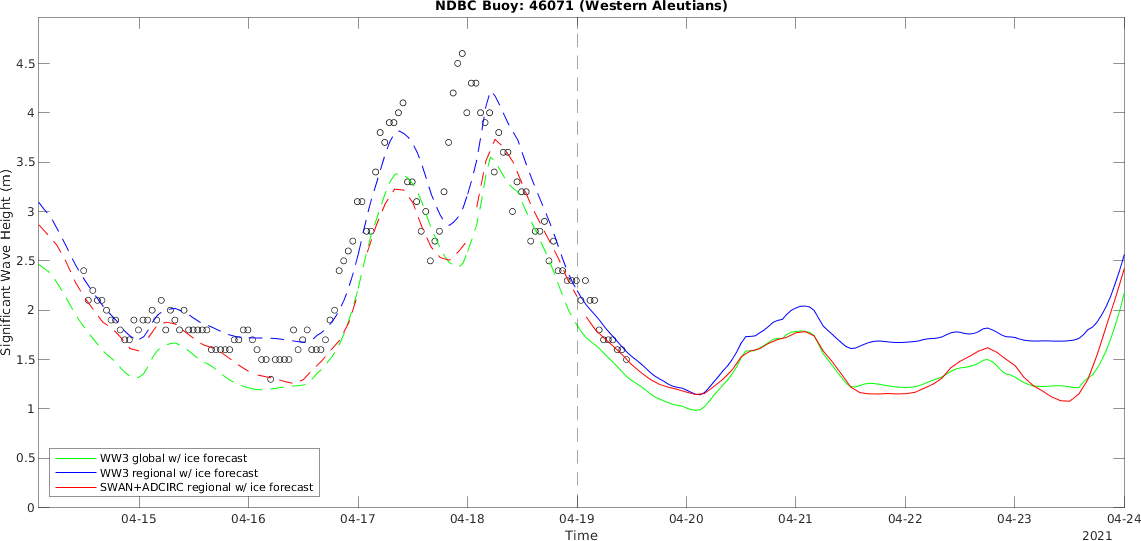 NDBC Buoy: 46071 (Western Aleutians)
Significant Wave Height (m)
4.5
4
3.5
3
2.5
2
1.5
1
0.5
0
WW3 global w/ ice forecast
WW3 regional w/ ice forecast
SWAN+ADCIRC regional w/ ice forecast
04-15 04-16 04-17 04-18 04-19 04-20 04-21 04-22 04-23 04-24
Time
2021